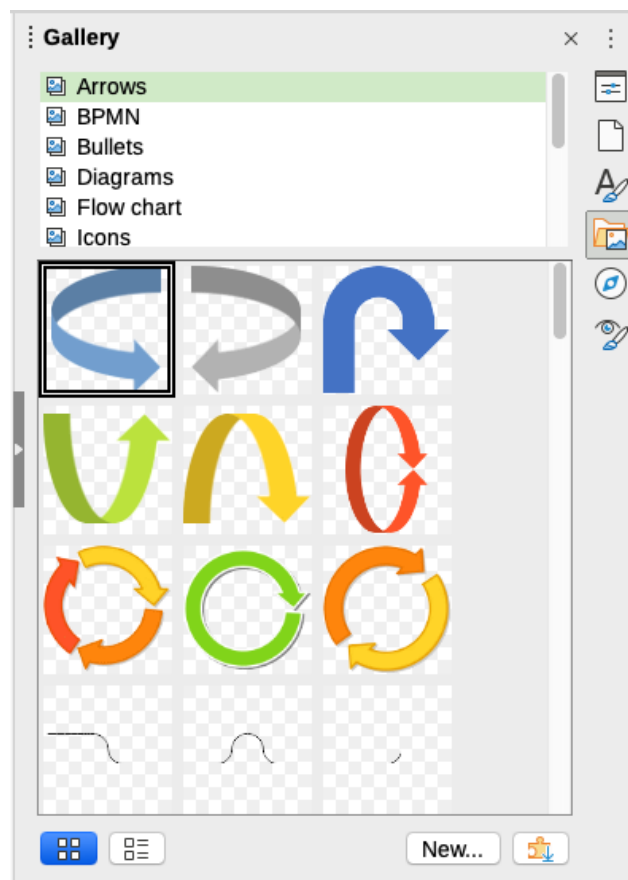 Gallery
Arrows
BPMN
Bullets
Diagrams
Flow chart
Icons
New...